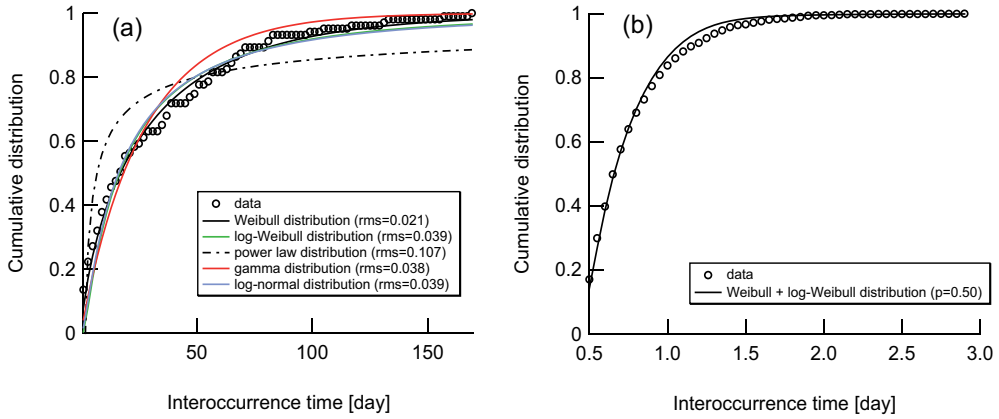 (a)
Cumulative distribution
1
0.8
0.6
0.4
0.2
0
50
100
150
Interoccurrence time [day]
data
Weibull distribution (rms=0.021)
log-Weibull distribution (rms=0.039)
power law distribution (rms=0.107)
gamma distribution (rms=0.038)
log-normal distribution (rms=0.039)
(b)
Cumulative distribution
1
0.8
0.6
0.4
0.2
0
0.5
1.0
1.5
2.0
2.5
3.0
Interoccurrence time [day]
data
Weibull + log-Weibull distribution (p=0.50)